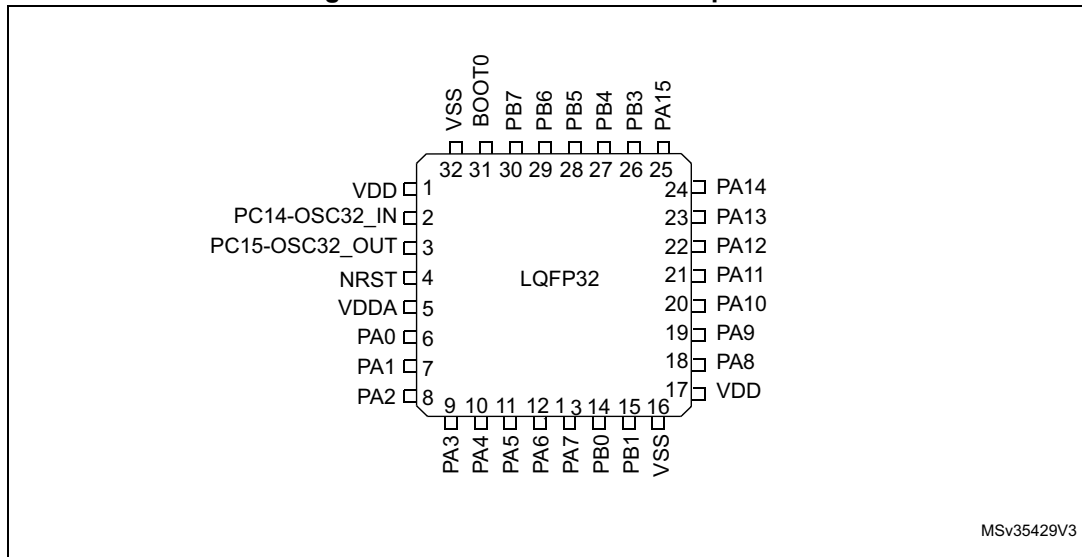 VSS
BOOT0
PB7
PB6
PB5
PB4
PB3
PA15
32 31 30 29 28 27 26 25
VDD 1
PC14-OSC32_IN 2
PC15-OSC32_OUT 3
NRST 4
VDDA 5
PA0 6
PA1 7
PA2 8
LQFP32
24 PA14
23 PA13
22 PA12
21 PA11
20 PA10
19 PA9
18 PA8
17 VDD
9 10 11 12 13 14 15 16
PA3
PA4
PA5
PA6
PA7
PB0
PB1
VSS
MSv35429V3